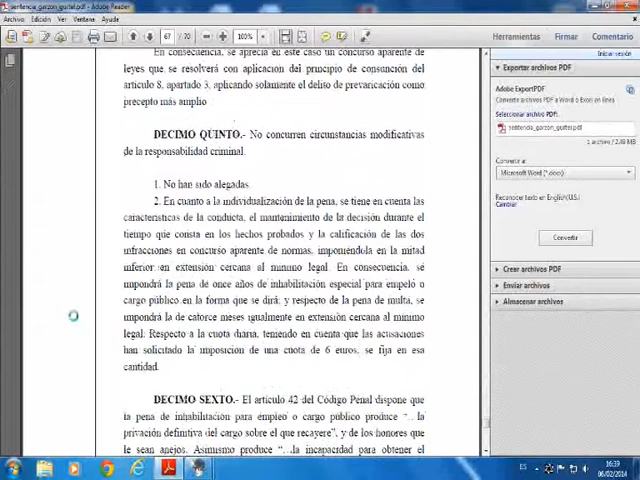 sentencia_garzon_gurtel.pdf - Adobe Reader
Archivo Edición Ver Ventana Ayuda
67 / 70 100% Herramientas Firmar Comentario
Iniciar sesión
En consecuencia, se aprecia en este caso un concurso aparente de
leyes que se resolverá con aplicación del principio de consunción del
artículo 8, apartado 3, aplicando solamente el delito de prevaricación como
precepto más amplio
DECIMO QUINTO.- No concurren circunstancias modificativas
de la responsabilidad criminal.
1. No han sido alegadas
2. En cuanto a la individualización de la pena, se tiene en cuenta las
características de la conducta, el mantenimiento de la decisión durante el
tiempo que consta en los hechos probados y la calificación de las dos
infracciones en concurso aparente de normas, imponiéndola en la mitad
inferior en extensión cercana al mínimo legal. En consecuencia, se
impondrá la pena de once años de inhabilitación especial para empleo o
cargo público en la forma que se dirá; y respecto de la pena de multa, se
impondrá la de catorce meses igualmente en extensión cercana al mínimo
legal. Respecto a la cuota diaria, teniendo en cuenta que las acusaciones
han solicitado la imposición de una cuota de 6 euros, se fija en esa
cantidad.
DECIMO SEXTO.- El artículo 42 del Código Penal dispone que
la pena de inhabilitación para empleo o cargo público produce "... la
privación definitiva del cargo sobre el que recayere", y de los honores que
le sean anejos. Asimismo produce "...la incapacidad para obtener el
Exportar archivos PDF
Adobe ExportPDF
Convierte archivos PDF a Word o Excel en línea
Seleccionar archivo PDF:
sentencia_garzon_gurtel.pdf
1 archivo / 2,69 MB
Convertir a:
Microsoft Word (*.docx)
Reconocer texto en English(U.S.)
Cambiar
Convertir
Crear archivos PDF
Enviar archivos
Almacenar archivos
ES
16:39
06/02/2014